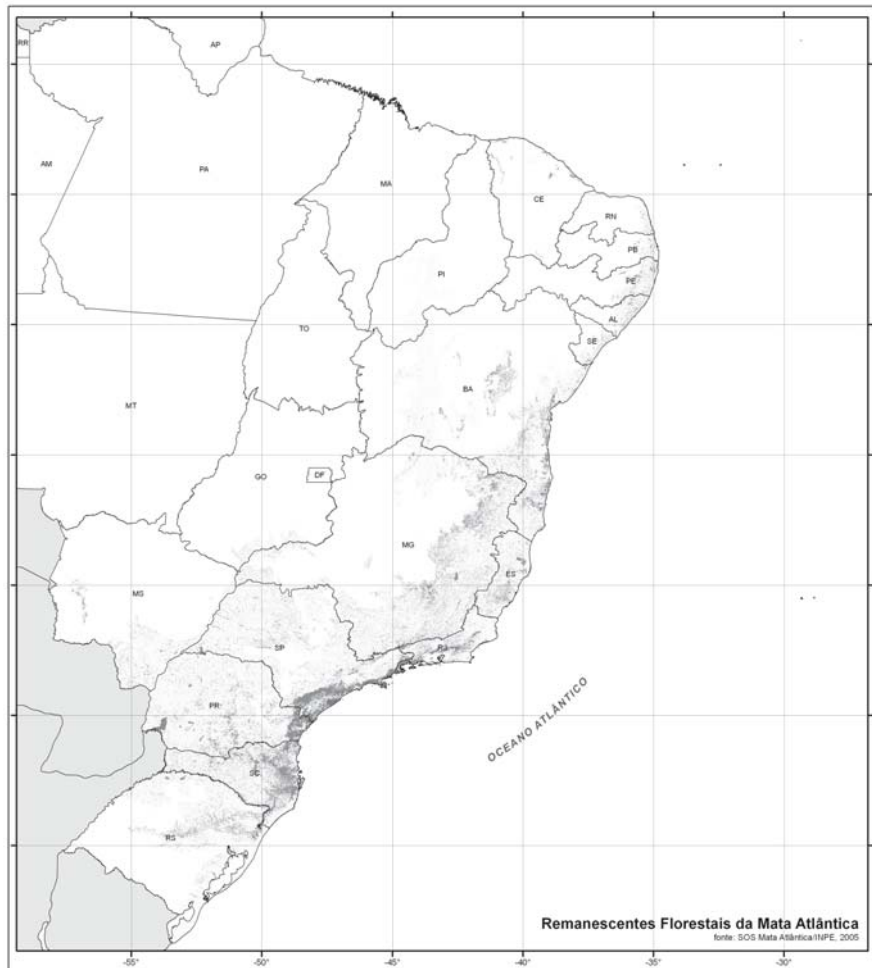 RR
AP
AM
PA
MA
CE
RN
PB
PI
PE
AL
TO
SE
BA
MT
GO
DF
MG
MS
ES
SP
RJ
PR
OCEANO ATLÂNTICO
SC
RS
Remanescentes Florestais da Mata Atlântica
fonte: SOS Mata Atlântica/INPE, 2005
-55° -50° -45° -40° -35° -30°